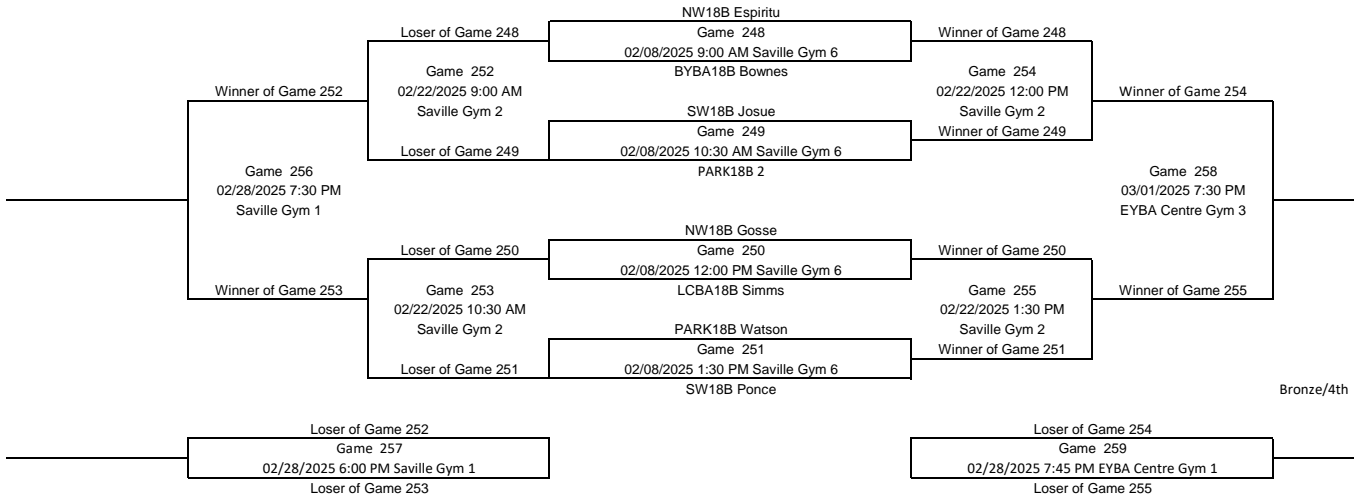 NW18B Espiritu
Loser of Game 248
Game 248
Winner of Game 248
02/08/2025 9:00 AM Saville Gym 6
Game 252
BYBA18B Bownes
Game 254
Winner of Game 252
02/22/2025 9:00 AM
02/22/2025 12:00 PM
Winner of Game 254
Saville Gym 2
SW18B Josue
Saville Gym 2
Loser of Game 249
Game 249
Winner of Game 249
02/08/2025 10:30 AM Saville Gym 6
Game 256
PARK18B 2
Game 258
02/28/2025 7:30 PM
03/01/2025 7:30 PM
Saville Gym 1
EYBA Centre Gym 3
NW18B Gosse
Loser of Game 250
Game 250
Winner of Game 250
02/08/2025 12:00 PM Saville Gym 6
Winner of Game 253
Game 253
LCBA18B Simms
Game 255
Winner of Game 255
02/22/2025 10:30 AM
02/22/2025 1:30 PM
Saville Gym 2
PARK18B Watson
Saville Gym 2
Game 251
Winner of Game 251
Loser of Game 251
02/08/2025 1:30 PM Saville Gym 6
SW18B Ponce
Bronze/4th
Loser of Game 252
Loser of Game 254
Game 257
Game 259
02/28/2025 6:00 PM Saville Gym 1
02/28/2025 7:45 PM EYBA Centre Gym 1
Loser of Game 253
Loser of Game 255